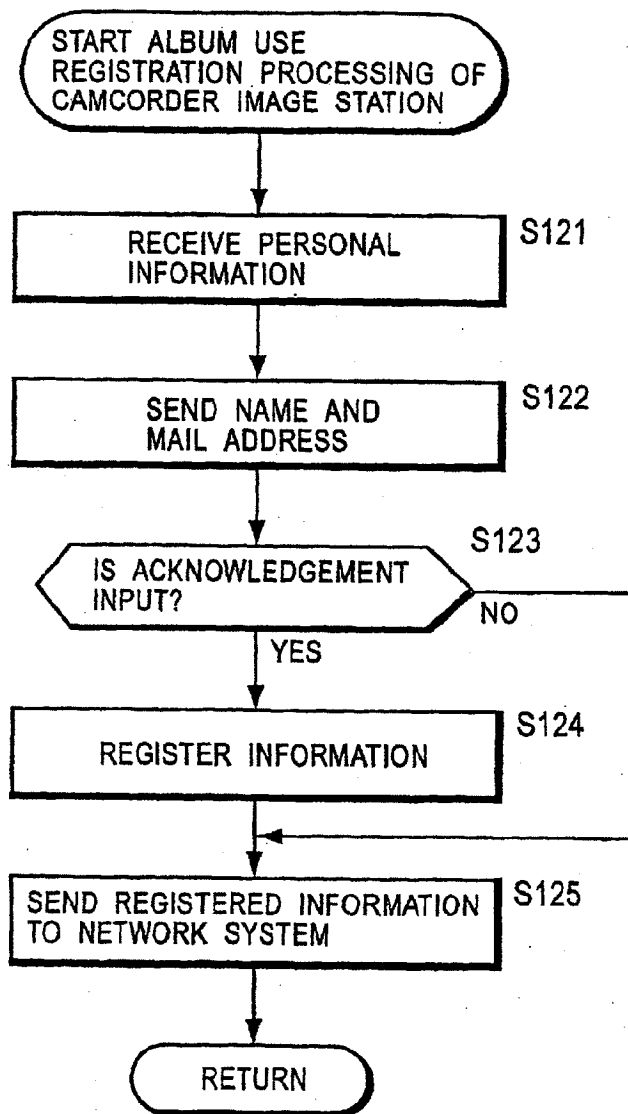 START ALBUM USE
REGISTRATION PROCESSING OF
CAMCORDER IMAGE STATION
S121
RECEIVE PERSONAL
INFORMATION
S122
SEND NAME AND
MAIL ADDRESS
S123
IS ACKNOWLEDGEMENT
INPUT?
NO
YES
S124
REGISTER INFORMATION
S125
SEND REGISTERED INFORMATION
TO NETWORK SYSTEM
RETURN